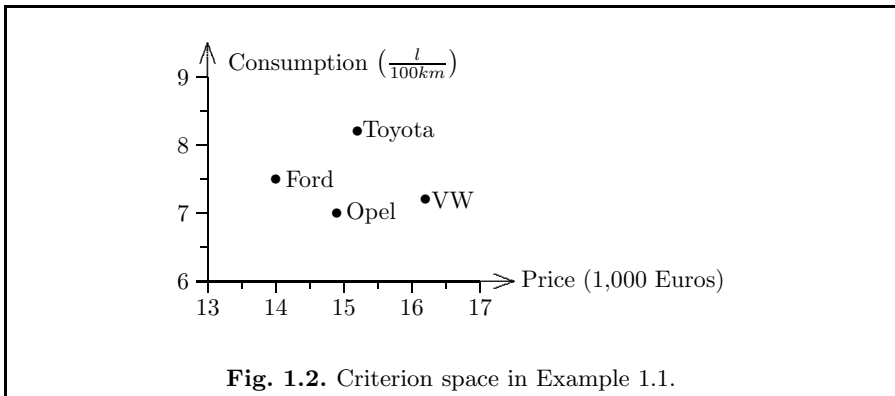 9
Consumption (l/100km)
Toyota
8
Ford
VW
7
Opel
6
Price (1,000 Euros)
13 14 15 16 17
Fig. 1.2. Criterion space in Example 1.1.